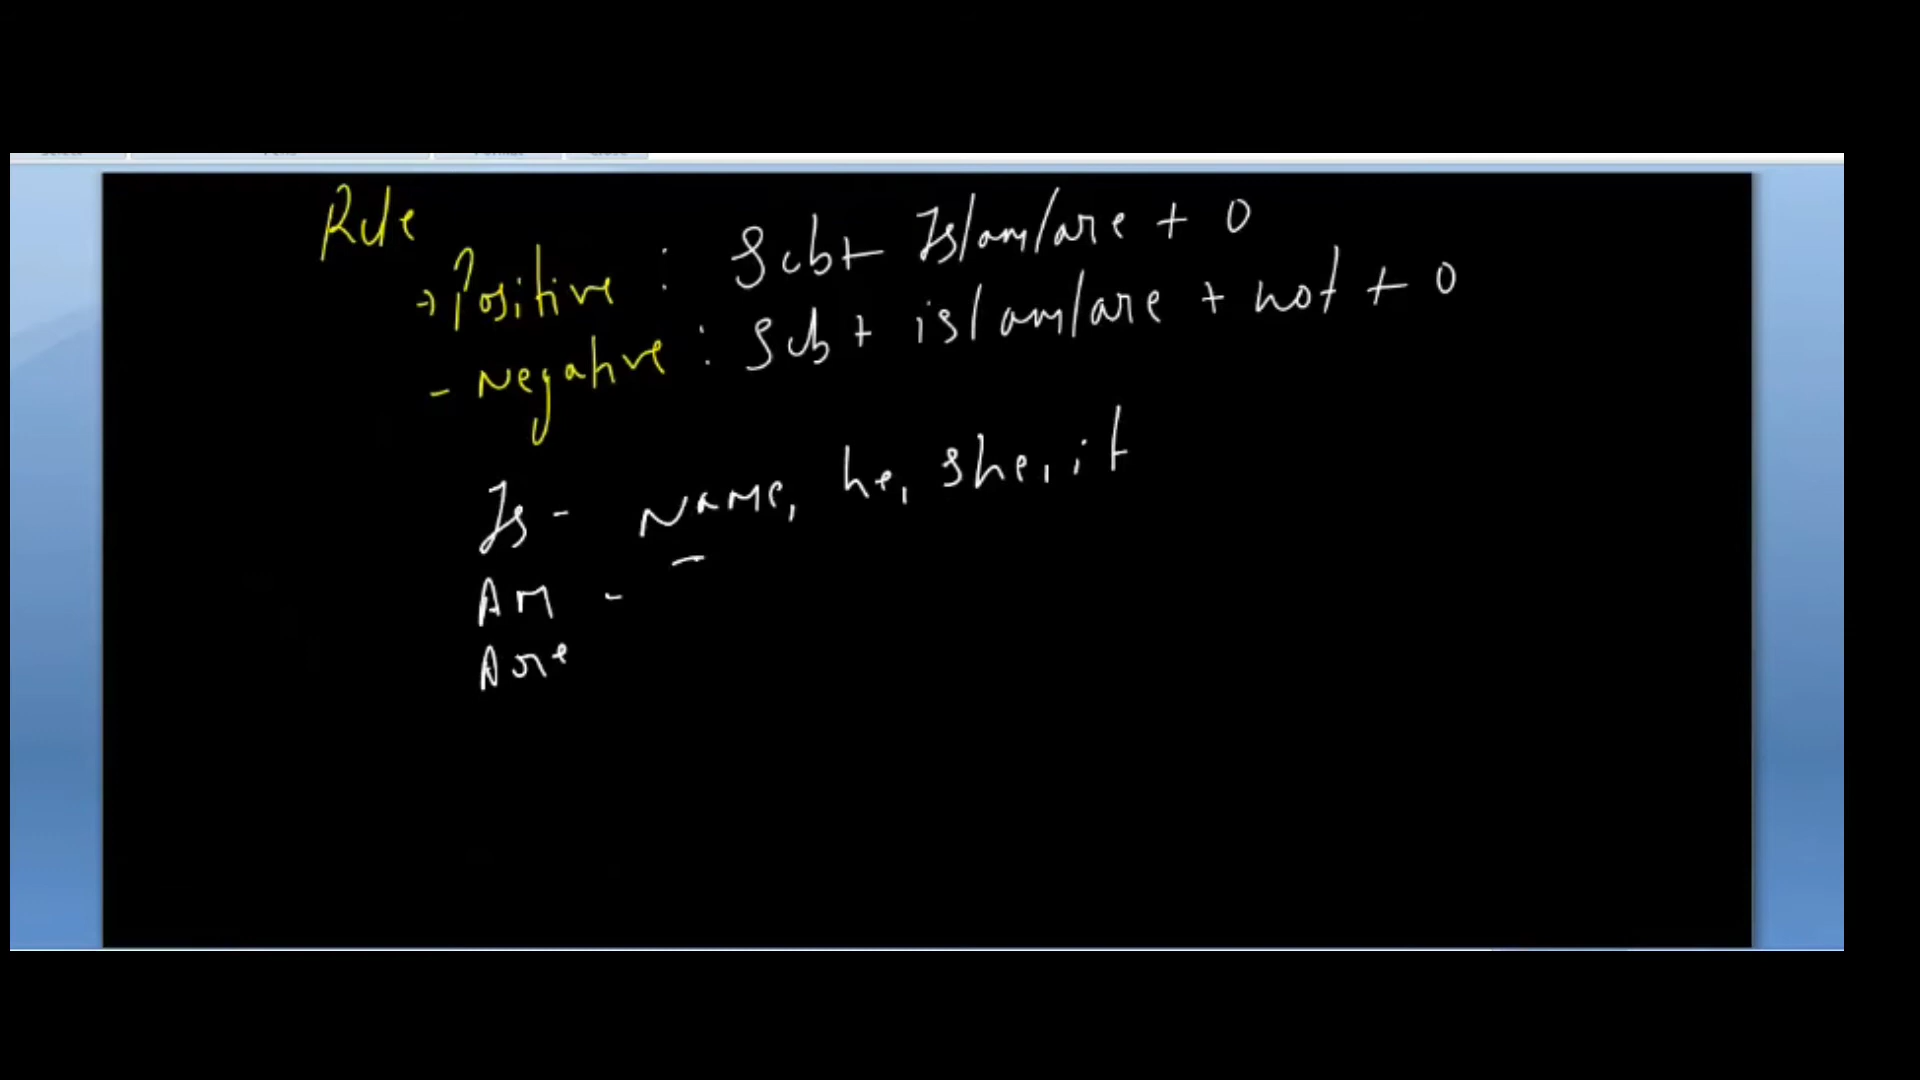 Rule
→ Positive : Sub+ Is/am/are + O
- Negative : Sub + is/am/are + not + O
Is - Name, he, she, it
Am -
Are